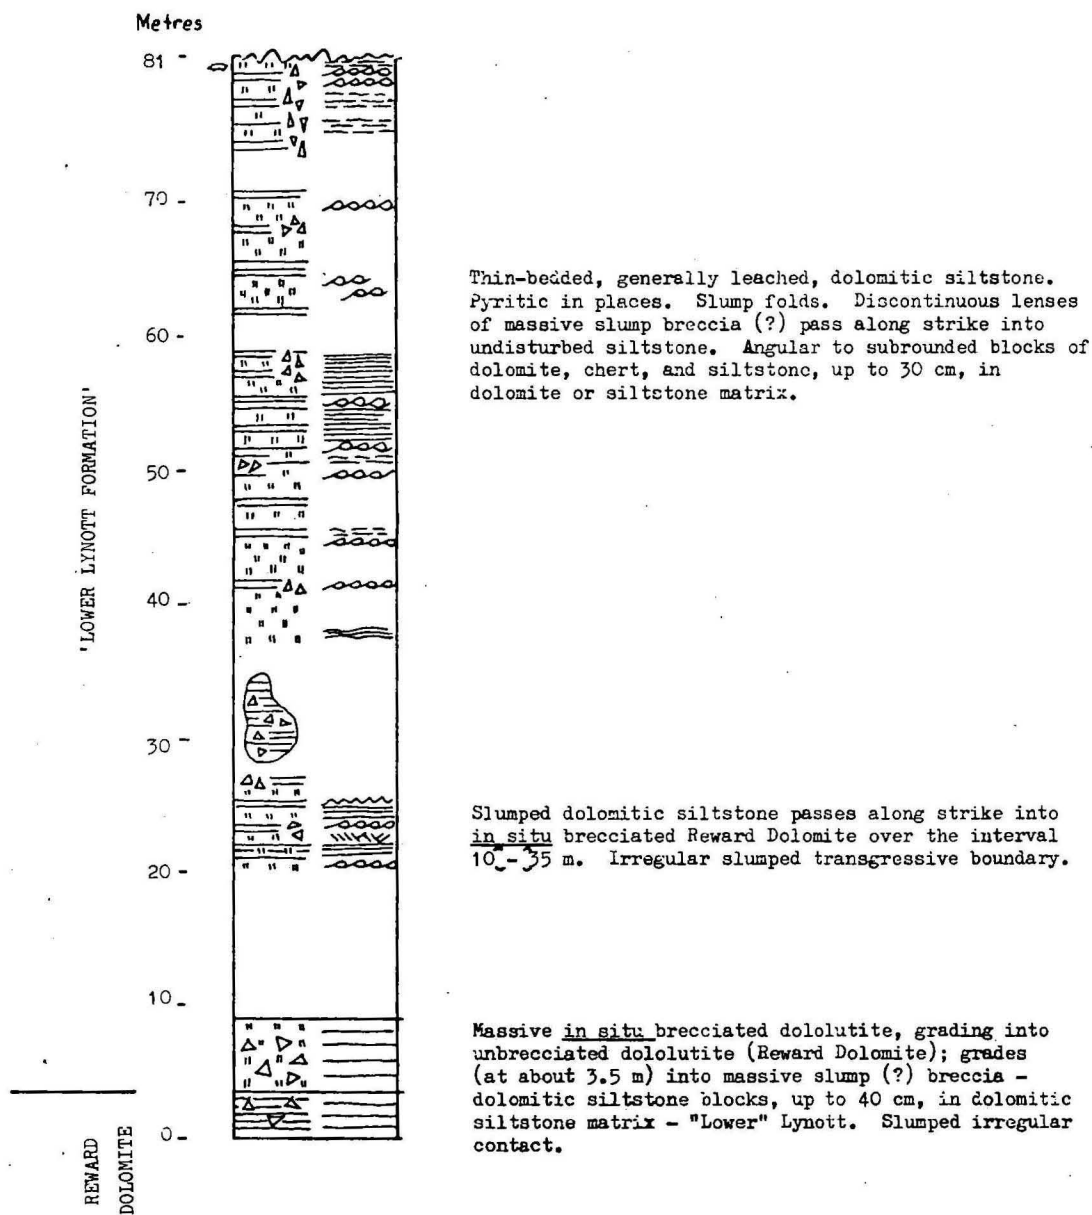 Metres
81
70
60
50
40
30
20
10
0
'LOWER LYNOTT FORMATION'
REWARD
DOLOMITE
Thin-bedded, generally leached, dolomitic siltstone.
Pyritic in places. Slump folds. Discontinuous lenses
of massive slump breccia (?) pass along strike into
undisturbed siltstone. Angular to subrounded blocks of
dolomite, chert, and siltstone, up to 30 cm, in
dolomite or siltstone matrix.
Slumped dolomitic siltstone passes along strike into
in situ brecciated Reward Dolomite over the interval
10 - 35 m. Irregular slumped transgressive boundary.
Massive in situ brecciated dololutite, grading into
unbrecciated dololutite (Reward Dolomite); grades
(at about 3.5 m) into massive slump (?) breccia -
dolomitic siltstone blocks, up to 40 cm, in dolomitic
siltstone matrix - "Lower" Lynott. Slumped irregular
contact.